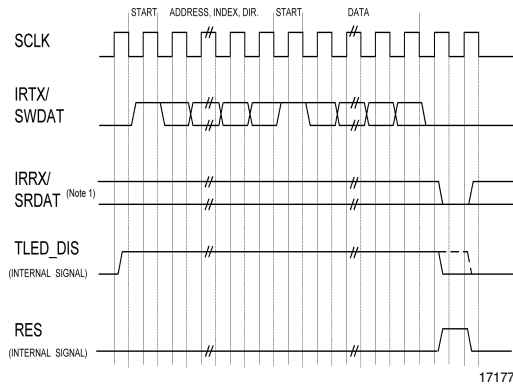 START ADDRESS, INDEX, DIR. START DATA
SCLK
IRTX/
SWDAT
IRRX/
SRDAT (Note 1)
TLED_DIS
(INTERNAL SIGNAL)
RES
(INTERNAL SIGNAL)
17177